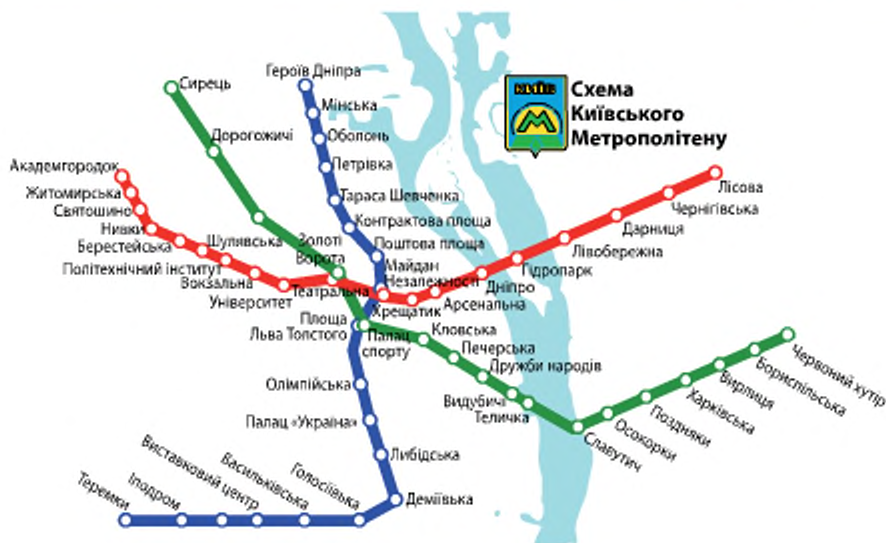 КИЇВ
Схема
Київського
Метрополітену
Героїв Дніпра
Мінська
Оболонь
Петрівка
Тараса Шевченка
Контрактова площа
Поштова площа
Майдан
Незалежності
Площа
Льва Толстого
Олімпійська
Палац «Україна»
Либідська
Деміївська
Голосіївка
Васильківська
Виставковий центр
Іподром
Теремки
Сирець
Дорогожичі
Золоті
Ворота
Палац
спорту
Кловська
Печерська
Дружби народів
Видубичі
Теличка
Славутич
Осокорки
Позняки
Харківська
Вирлиця
Бориспільська
Червоний хутір
Академгородок
Житомирська
Святошино
Нивки
Берестейська
Шулявська
Політехнічний інститут
Вокзальна
Університет
Театральна
Хрещатик
Арсенальна
Дніпро
Гідропарк
Лівобережна
Дарниця
Чернігівська
Лісова